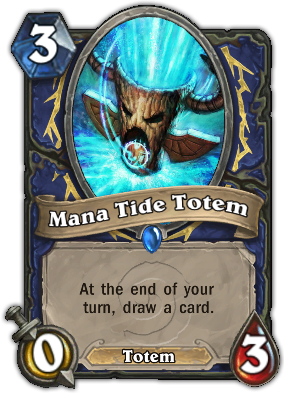 3
Mana Tide Totem
At the end of your
turn, draw a card.
0
Totem
3